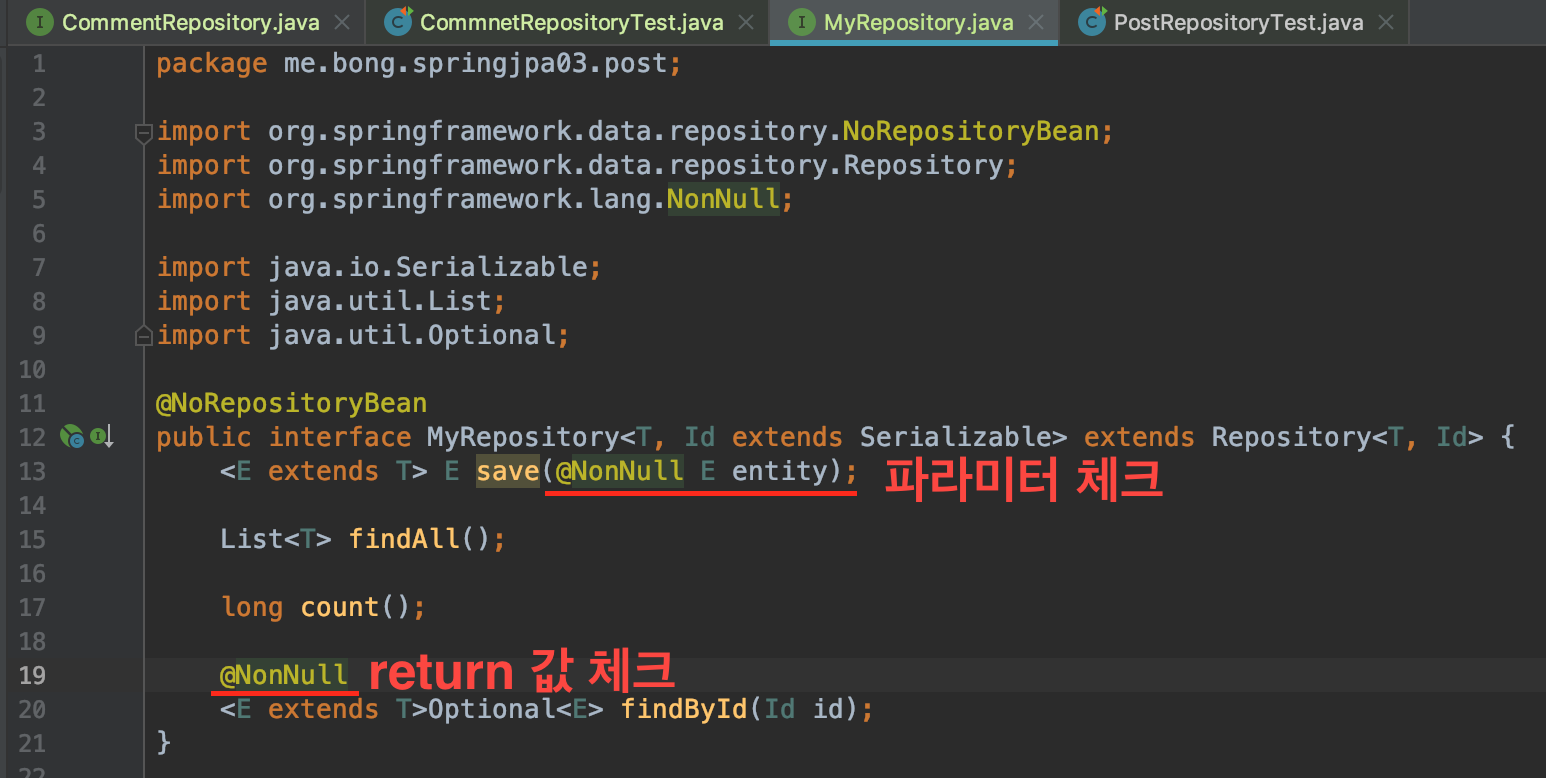 CommentRepository.java CommnetRepositoryTest.java MyRepository.java PostRepositoryTest.java
1 package me.bong.springjpa03.post;
2
3 import org.springframework.data.repository.NoRepositoryBean;
4 import org.springframework.data.repository.Repository;
5 import org.springframework.lang.NonNull;
6
7 import java.io.Serializable;
8 import java.util.List;
9 import java.util.Optional;
10
11 @NoRepositoryBean
12 public interface MyRepository<T, Id extends Serializable> extends Repository<T, Id> {
13 <E extends T> E save(@NonNull E entity); 파라미터 체크
14
15 List<T> findAll();
16
17 long count();
18
19 @NonNull return 값 체크
20 <E extends T>Optional<E> findById(Id id);
21 }
22